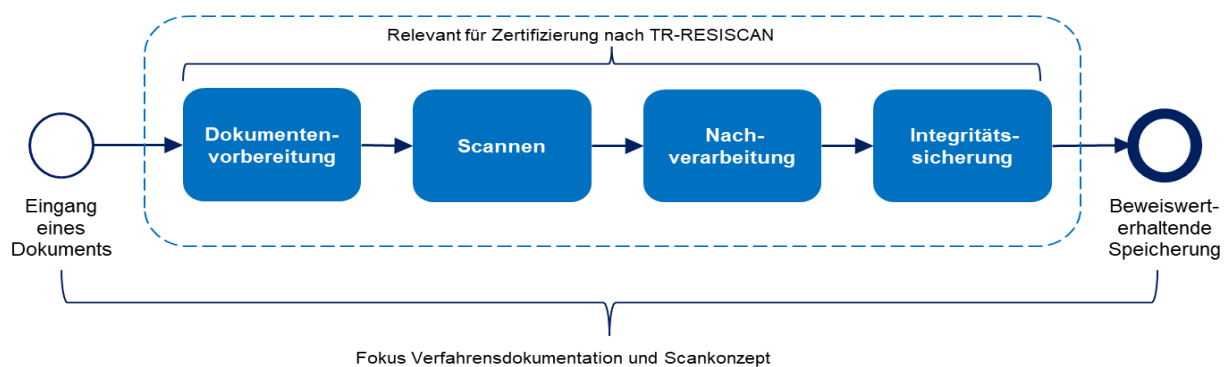 Relevant für Zertifizierung nach TR-RESISCAN
Dokumenten-
vorbereitung
Scannen
Nach-
verarbeitung
Integritäts-
sicherung
Eingang
eines
Dokuments
Beweiswert-
erhaltende
Speicherung
Fokus Verfahrensdokumentation und Scankonzept